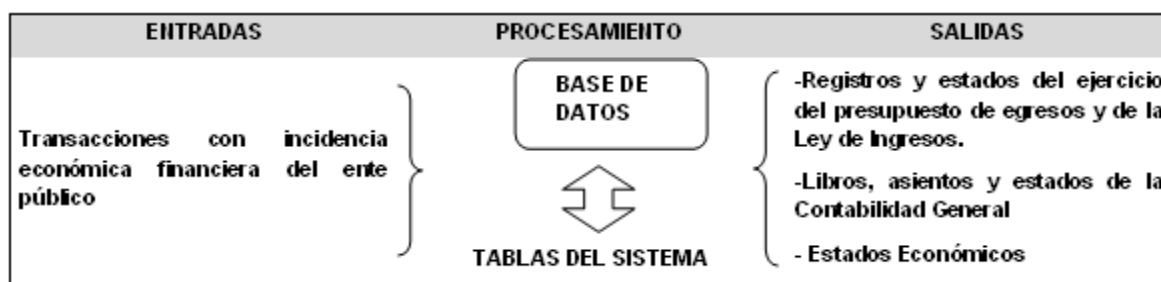 ENTRADAS
PROCESAMIENTO
SALIDAS
Transacciones con incidencia
económica financiera del ente
público
BASE DE
DATOS
TABLAS DEL SISTEMA
-Registros y estados del ejercicio
del presupuesto de egresos y de la
Ley de Ingresos.
-Libros, asientos y estados de la
Contabilidad General
- Estados Económicos